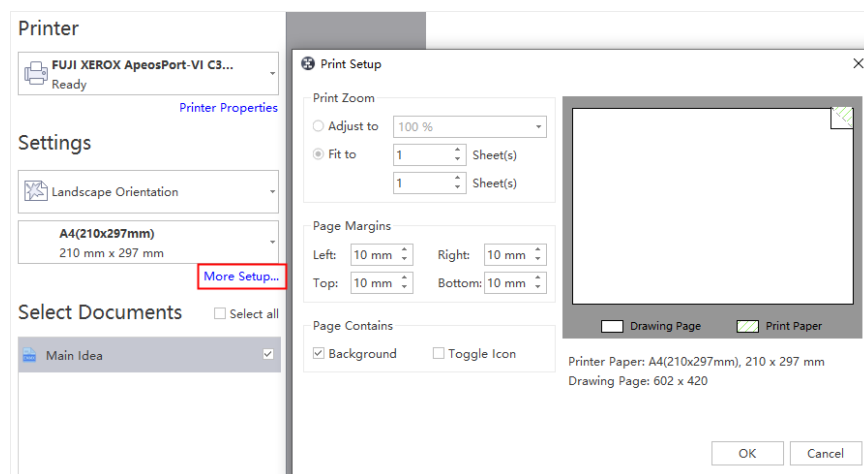 Printer
FUJI XEROX ApeosPort-VI C3...
Ready
Printer Properties
Settings
Landscape Orientation
A4(210x297mm)
210 mm x 297 mm
More Setup...
Select Documents
Select all
Main Idea
Print Setup
Print Zoom
Adjust to
100 %
Fit to
1
Sheet(s)
1
Sheet(s)
Page Margins
Left:
10 mm
Right:
10 mm
Top:
10 mm
Bottom:
10 mm
Page Contains
Background
Toggle Icon
Drawing Page
Print Paper
Printer Paper: A4(210x297mm), 210 x 297 mm
Drawing Page: 602 x 420
OK
Cancel